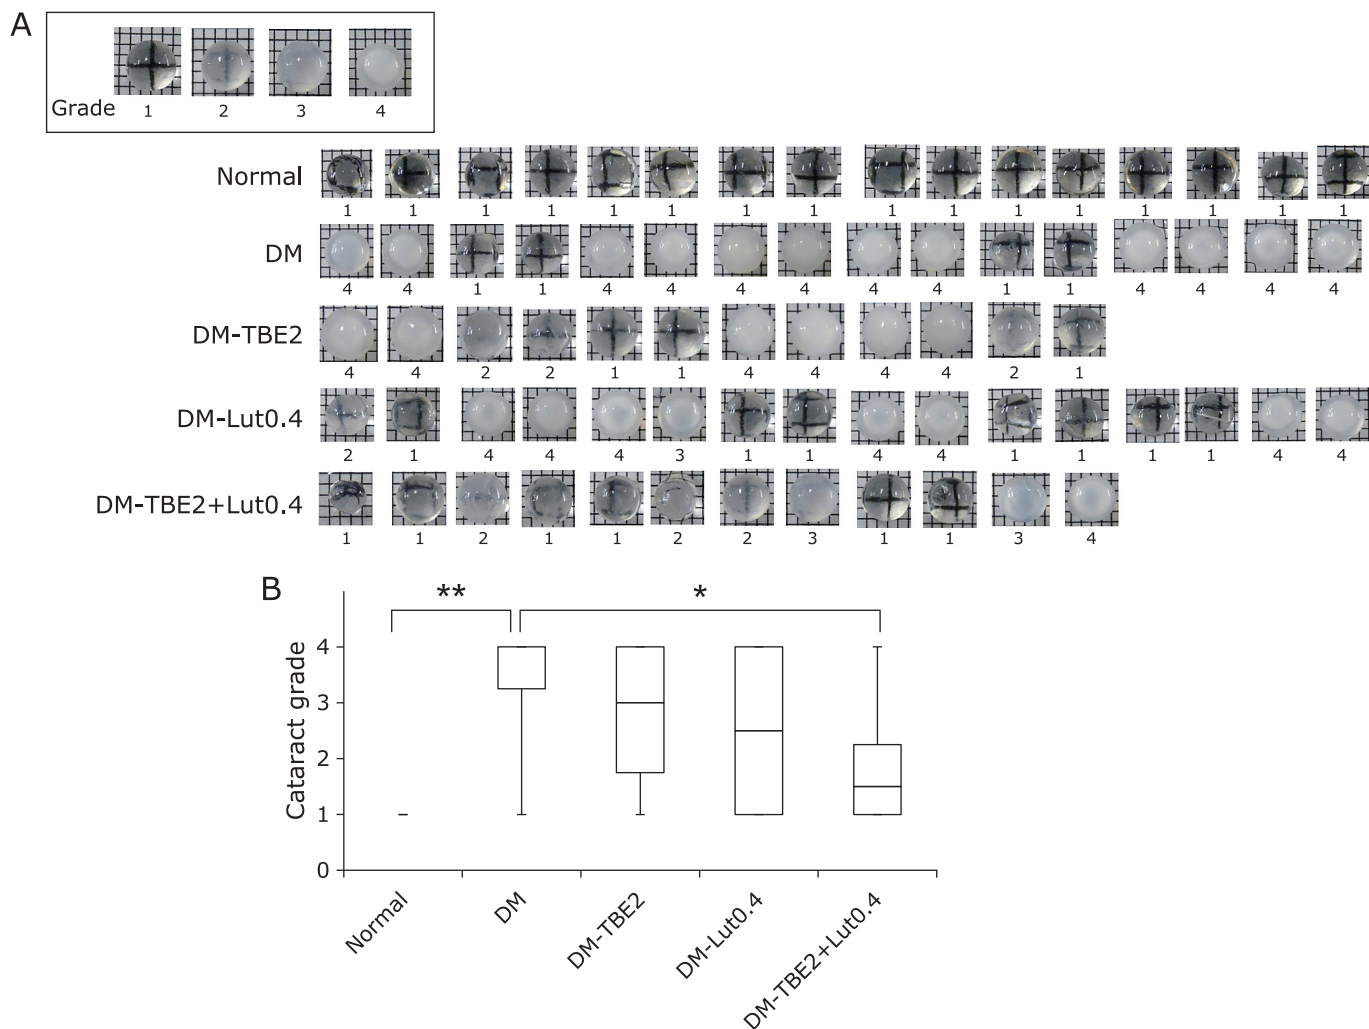 A
Grade 1 2 3 4
Normal
1 1 1 1 1 1 1 1 1 1 1 1 1 1 1 1
DM
4 4 1 1 4 4 4 4 4 4 1 1 4 4 4 4
DM-TBE2
4 4 2 2 1 1 4 4 4 4 2 1
DM-Lut0.4
2 1 4 4 4 3 1 1 4 4 1 1 1 1 4 4
DM-TBE2+Lut0.4
1 1 2 1 1 2 2 3 1 1 3 4
B
** *
Cataract grade
4
3
2
1
0
Normal
DM
DM-TBE2
DM-Lut0.4
DM-TBE2+Lut0.4